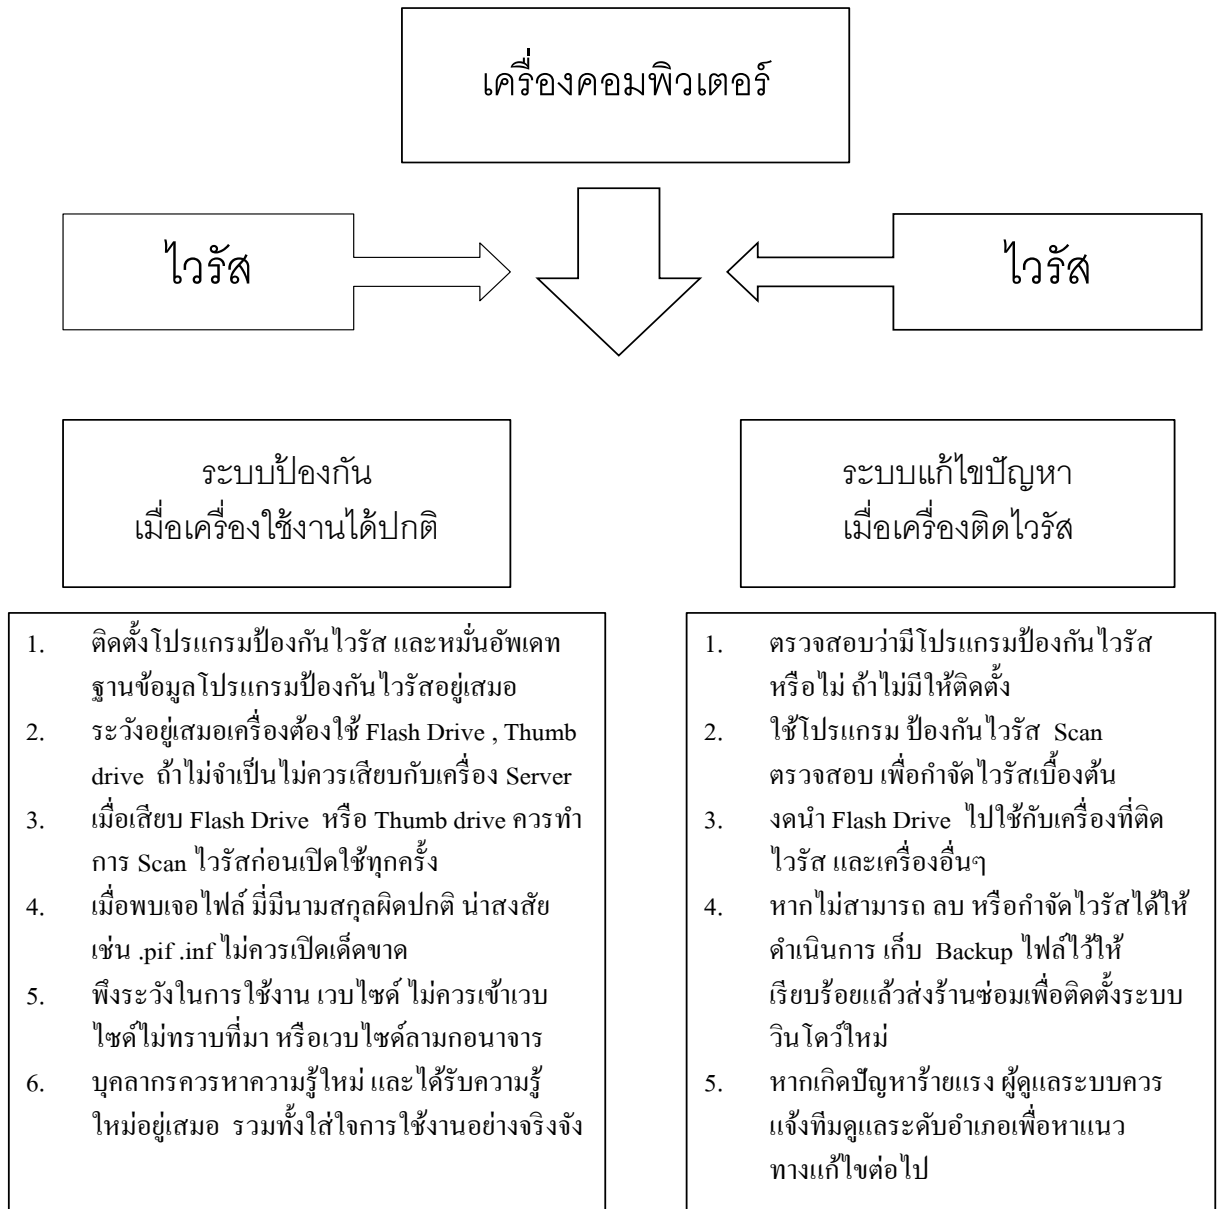 เครื่องคอมพิวเตอร์
ไวรัส
ไวรัส
ระบบป้องกัน
เมื่อเครื่องใช้งานได้ปกติ
ระบบแก้ไขปัญหา
เมื่อเครื่องติดไวรัส
1. ติดตั้งโปรแกรมป้องกันไวรัส และหมั่นอัพเดท
ฐานข้อมูลโปรแกรมป้องกันไวรัสอยู่เสมอ
2. ระวังอยู่เสมอเครื่องต้องใช้ Flash Drive , Thumb
drive ถ้าไม่จำเป็นไม่ควรเสียบกับเครื่อง Server
3. เมื่อเสียบ Flash Drive หรือ Thumb drive ควรทำ
การ Scan ไวรัสก่อนเปิดใช้ทุกครั้ง
4. เมื่อพบเจอไฟล์ มี่มีนามสกุลผิดปกติ น่าสงสัย
เช่น .pif .inf ไม่ควรเปิดเด็ดขาด
5. พึงระวังในการใช้งาน เวบไซด์ ไม่ควรเข้าเวบ
ไซด์ไม่ทราบที่มา หรือเวบไซด์ลามกอนาจาร
6. บุคลากรควรหาความรู้ใหม่ และได้รับความรู้
ใหม่อยู่เสมอ รวมทั้งใส่ใจการใช้งานอย่างจริงจัง
1. ตรวจสอบว่ามีโปรแกรมป้องกันไวรัส
หรือไม่ ถ้าไม่มีให้ติดตั้ง
2. ใช้โปรแกรม ป้องกันไวรัส Scan
ตรวจสอบ เพื่อกำจัดไวรัสเบื้องต้น
3. งดนำ Flash Drive ไปใช้กับเครื่องที่ติด
ไวรัส และเครื่องอื่นๆ
4. หากไม่สามารถ ลบ หรือกำจัดไวรัสได้ให้
ดำเนินการ เก็บ Backup ไฟล์ไว้ให้
เรียบร้อยแล้วส่งร้านซ่อมเพื่อติดตั้งระบบ
วินโดว์ใหม่
5. หากเกิดปัญหาร้ายแรง ผู้ดูแลระบบควร
แจ้งทีมดูแลระดับอำเภอเพื่อหาแนว
ทางแก้ไขต่อไป